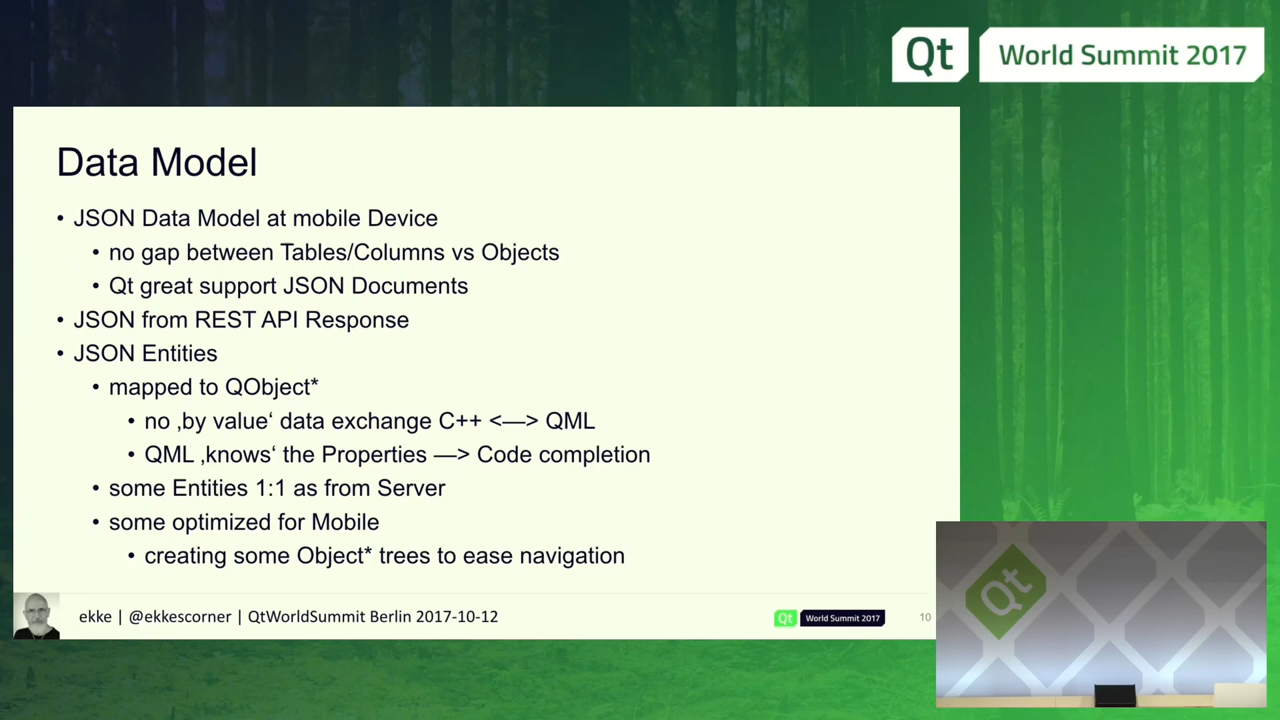 Qt World Summit 2017
Data Model
• JSON Data Model at mobile Device
• no gap between Tables/Columns vs Objects
• Qt great support JSON Documents
• JSON from REST API Response
• JSON Entities
• mapped to QObject*
• no ‚by value‘ data exchange C++ <—> QML
• QML ‚knows‘ the Properties —> Code completion
• some Entities 1:1 as from Server
• some optimized for Mobile
• creating some Object* trees to ease navigation
ekke | @ekkescorner | QtWorldSummit Berlin 2017-10-12
Qt World Summit 2017
10
Qt